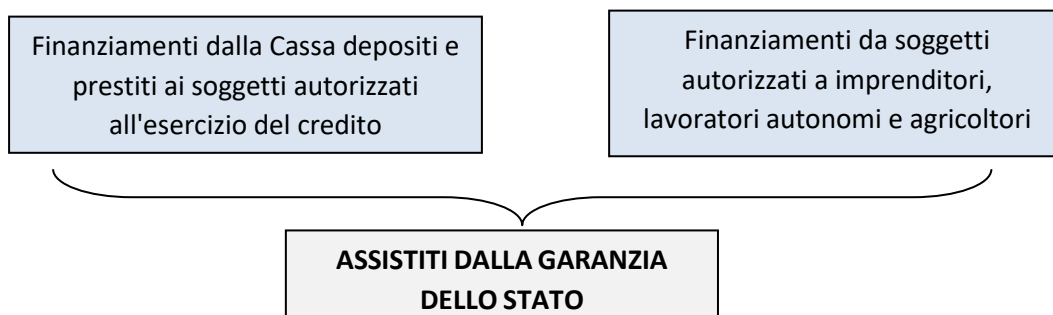 Finanziamenti dalla Cassa depositi e
prestiti ai soggetti autorizzati
all'esercizio del credito
Finanziamenti da soggetti
autorizzati a imprenditori,
lavoratori autonomi e agricoltori
ASSISTITI DALLA GARANZIA
DELLO STATO